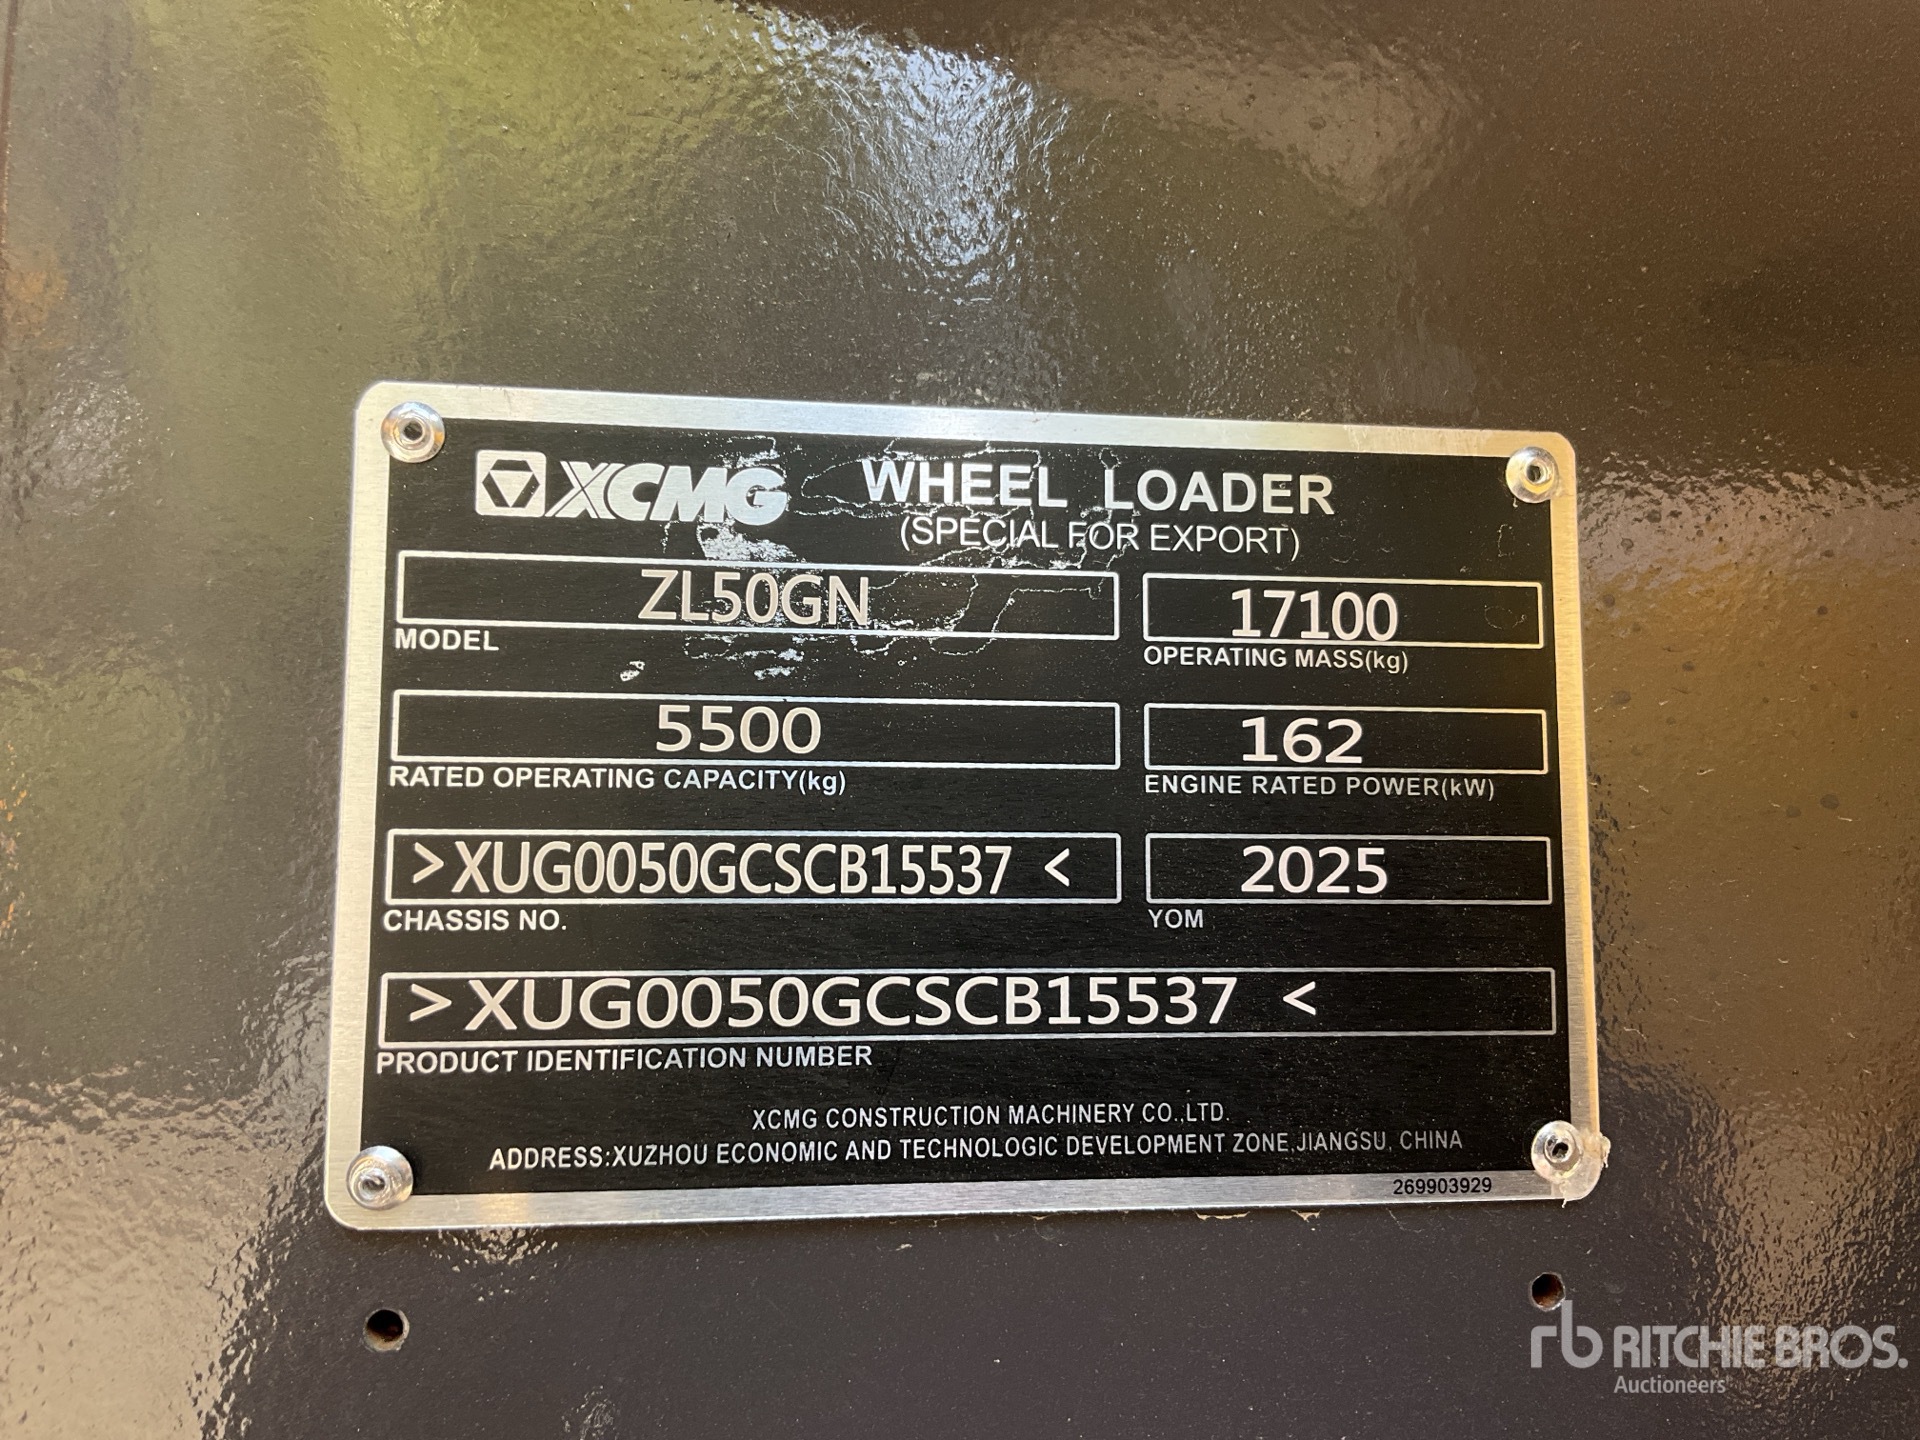 XCMG WHEEL LOADER
(SPECIAL FOR EXPORT)
ZL50GN 17100
MODEL OPERATING MASS(kg)
5500 162
RATED OPERATING CAPACITY(kg) ENGINE RATED POWER(kW)
>XUG0050GCSCB15537 < 2025
CHASSIS NO. YOM
>XUG0050GCSCB15537 <
PRODUCT IDENTIFICATION NUMBER
XCMG CONSTRUCTION MACHINERY CO.,LTD.
ADDRESS:XUZHOU ECONOMIC AND TECHNOLOGIC DEVELOPMENT ZONE,JIANGSU, CHINA
269903929
rb RITCHIE BROS.
Auctioneers